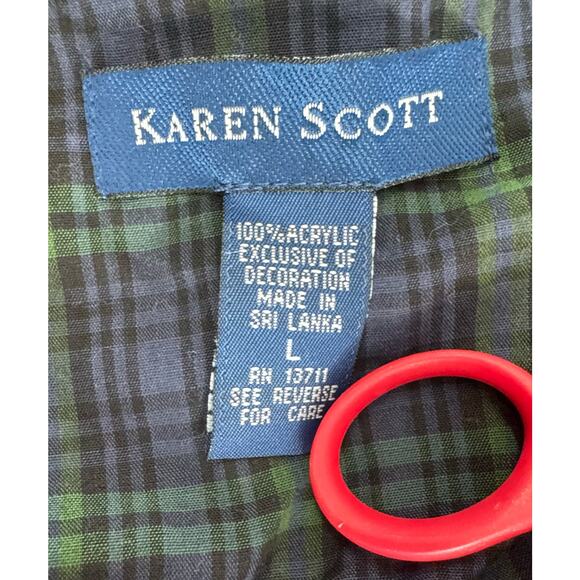 KAREN SCOTT
100% ACRYLIC
EXCLUSIVE OF
DECORATION
MADE IN
SRI LANKA
L
RN 13711
SEE REVERSE
FOR CARE